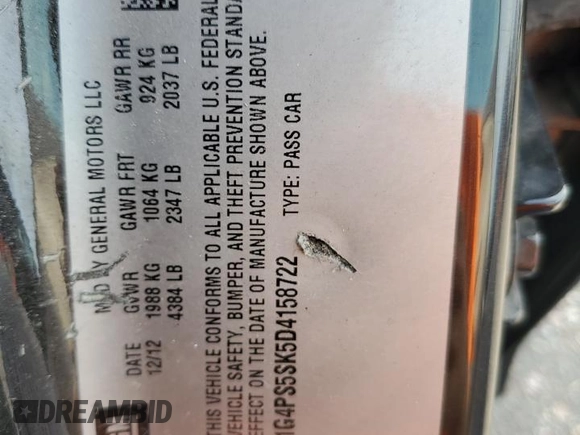 MFD BY GENERAL MOTORS LLC
DATE GVWR GAWR FRT GAWR RR
12/12 1988 KG 1064 KG 924 KG
4384 LB 2347 LB 2037 LB
THIS VEHICLE CONFORMS TO ALL APPLICABLE U.S. FEDERAL
VEHICLE SAFETY, BUMPER, AND THEFT PREVENTION STANDA
EFFECT ON THE DATE OF MANUFACTURE SHOWN ABOVE.
1G4PS5SK5D4158722 TYPE: PASS CAR
DREAMBID